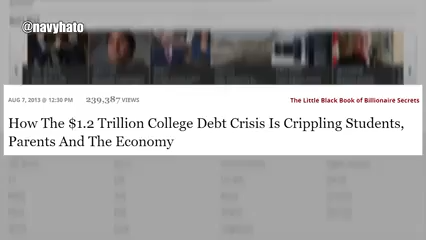 @navyhato
AUG 7, 2013 @ 12:30 PM 239,387 VIEWS The Little Black Book of Billionaire Secrets
How The $1.2 Trillion College Debt Crisis Is Crippling Students,
Parents And The Economy